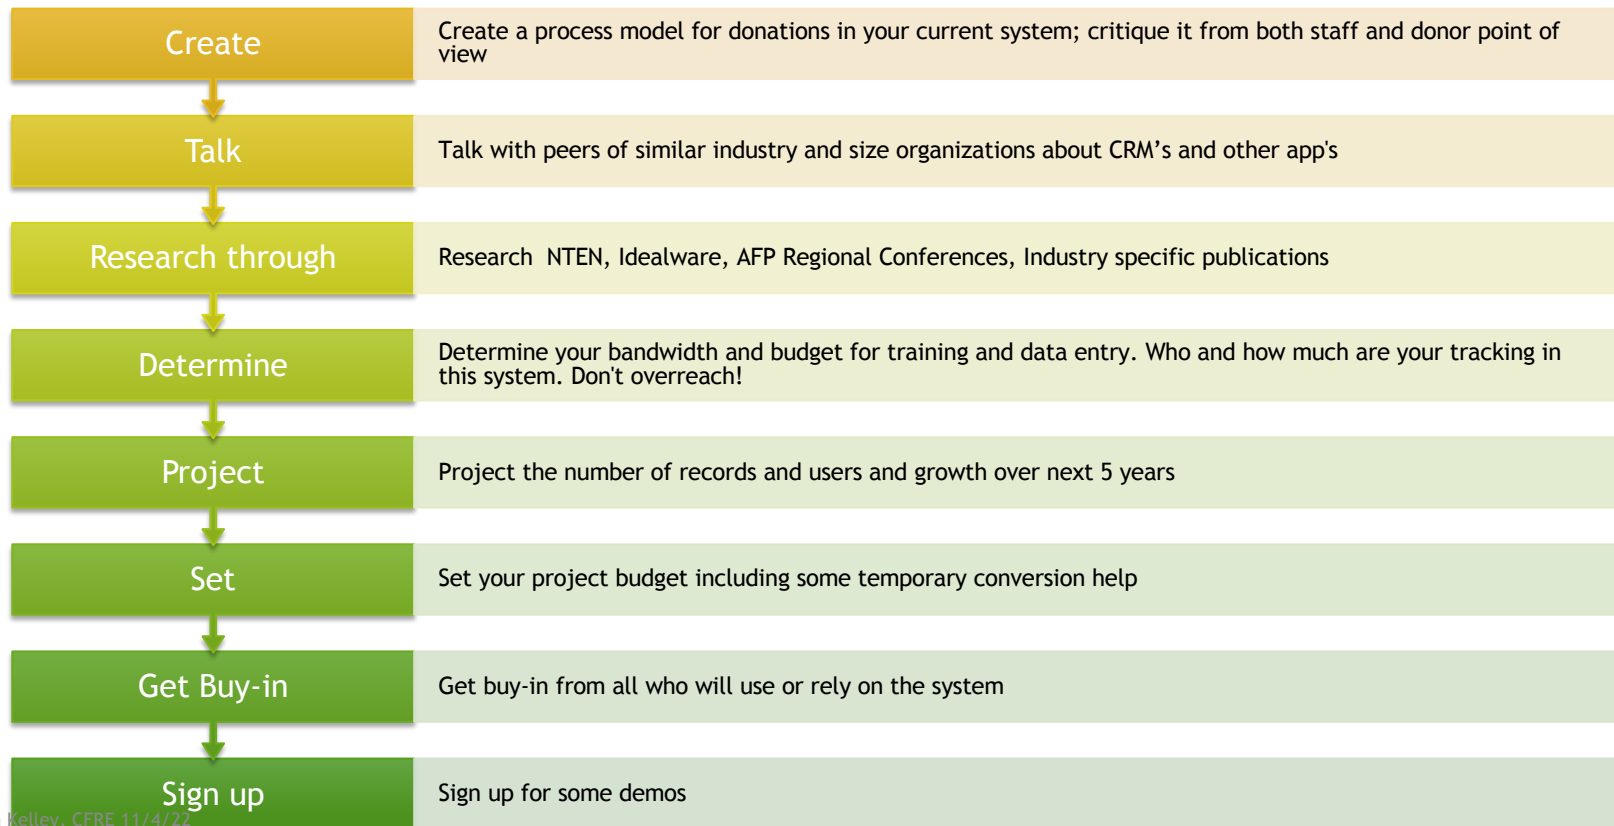 Create
Create a process model for donations in your current system; critique it from both staff and donor point of
view
Talk
Talk with peers of similar industry and size organizations about CRM’s and other app's
Research through
Research  NTEN, Idealware, AFP Regional Conferences, Industry specific publications
Determine
Determine your bandwidth and budget for training and data entry. Who and how much are your tracking in
this system. Don't overreach!
Project
Project the number of records and users and growth over next 5 years
Set
Set your project budget including some temporary conversion help
Get Buy-in
Get buy-in from all who will use or rely on the system
Sign up
Sign up for some demos
Kelley, CFRE 11/4/22